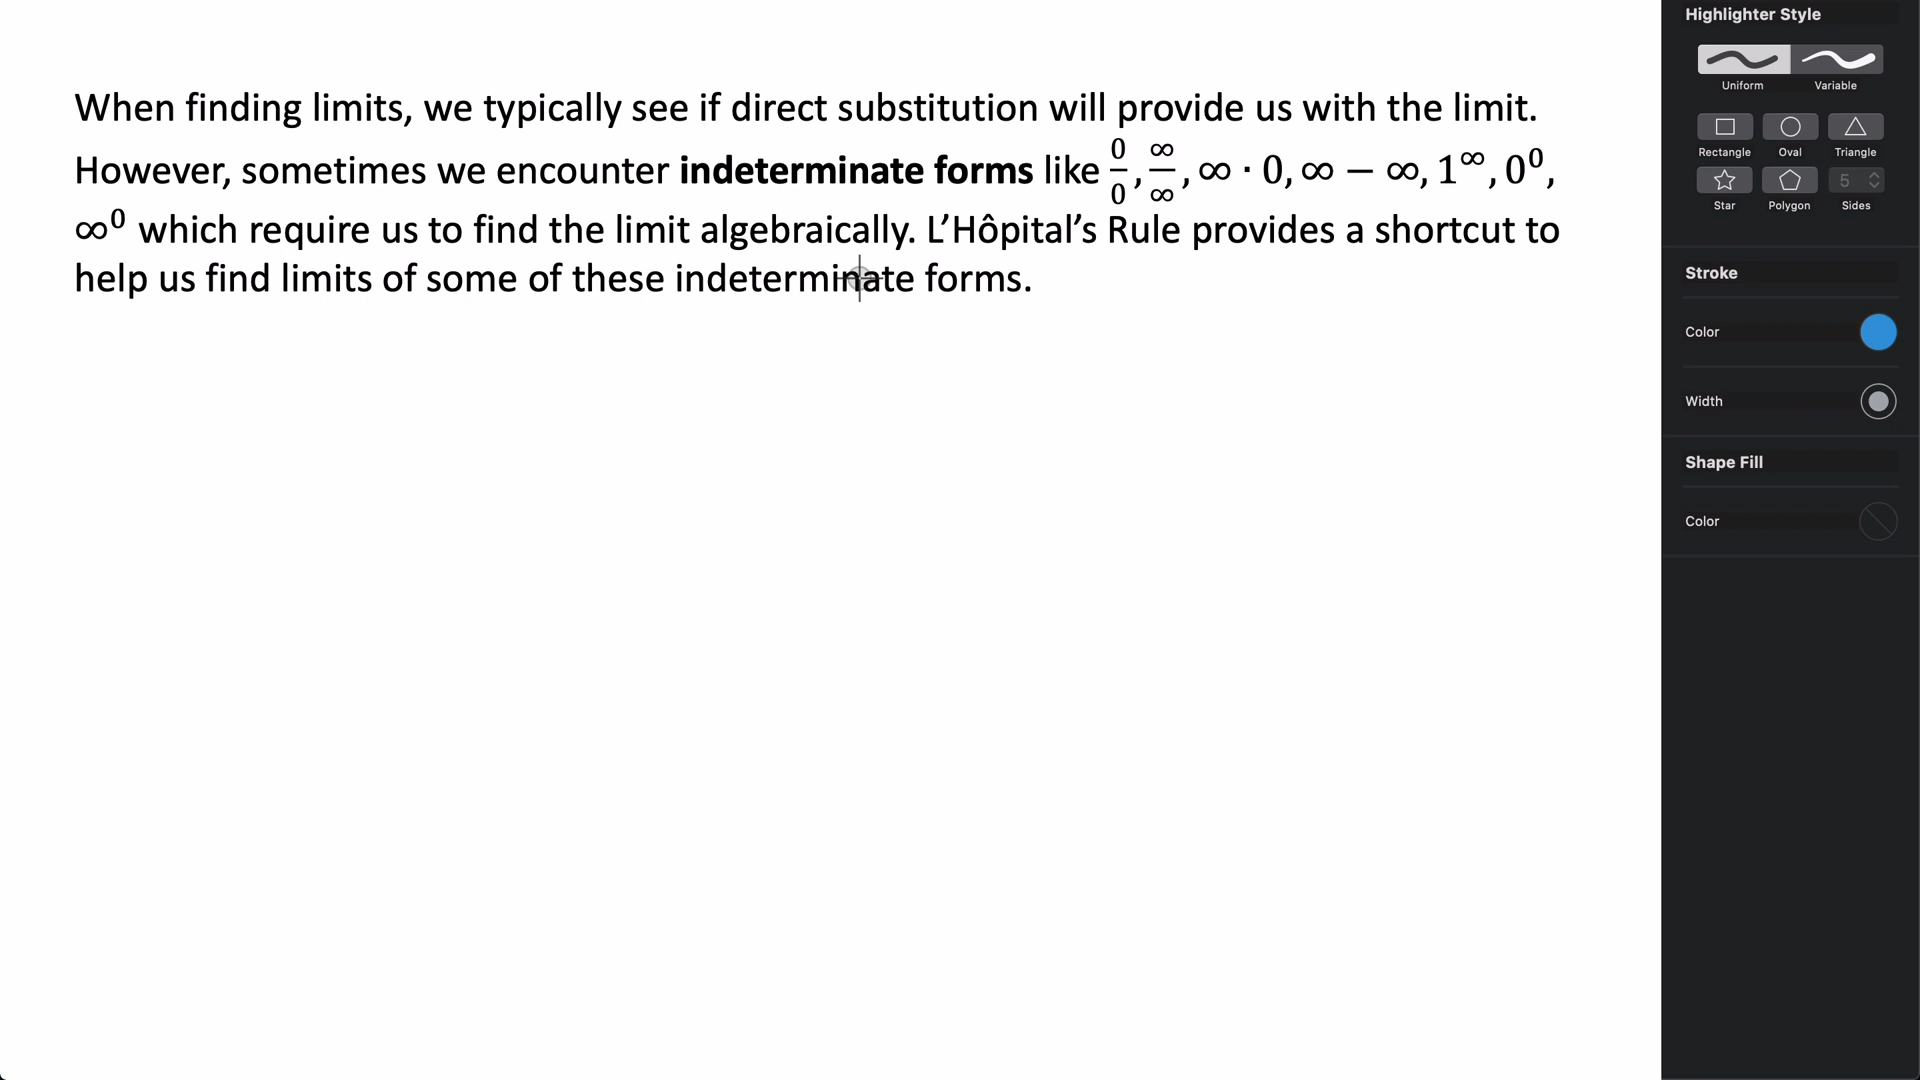 When finding limits, we typically see if direct substitution will provide us with the limit.
However, sometimes we encounter indeterminate forms like 0/0, ∞/∞, ∞ · 0, ∞ − ∞, 1^∞, 0^0,
∞^0 which require us to find the limit algebraically. L’Hôpital’s Rule provides a shortcut to
help us find limits of some of these indeterminate forms.
Highlighter Style
Uniform Variable
Rectangle Oval Triangle
5
Star Polygon Sides
Stroke
Color
Width
Shape Fill
Color